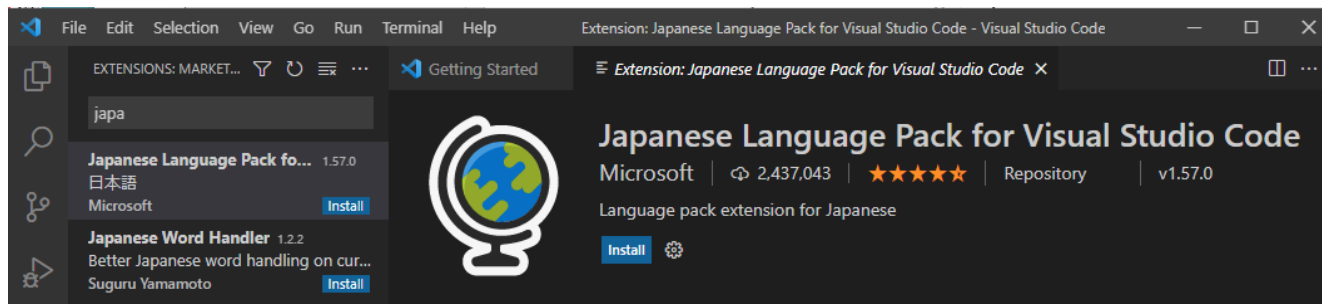 File Edit Selection View Go Run Terminal Help Extension: Japanese Language Pack for Visual Studio Code - Visual Studio Code
EXTENSIONS: MARKET...
Getting Started
Extension: Japanese Language Pack for Visual Studio Code
japa
Japanese Language Pack fo... 1.57.0
日本語
Microsoft Install
Japanese Word Handler 1.2.2
Better Japanese word handling on cur...
Suguru Yamamoto Install
Japanese Language Pack for Visual Studio Code
Microsoft 2,437,043 Repository v1.57.0
Language pack extension for Japanese
Install